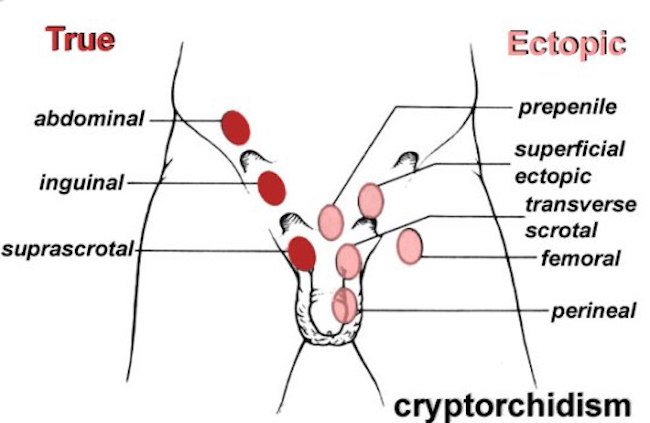 True
Ectopic
abdominal
inguinal
suprascrotal
prepenile
superficial
ectopic
transverse
scrotal
femoral
perineal
cryptorchidism